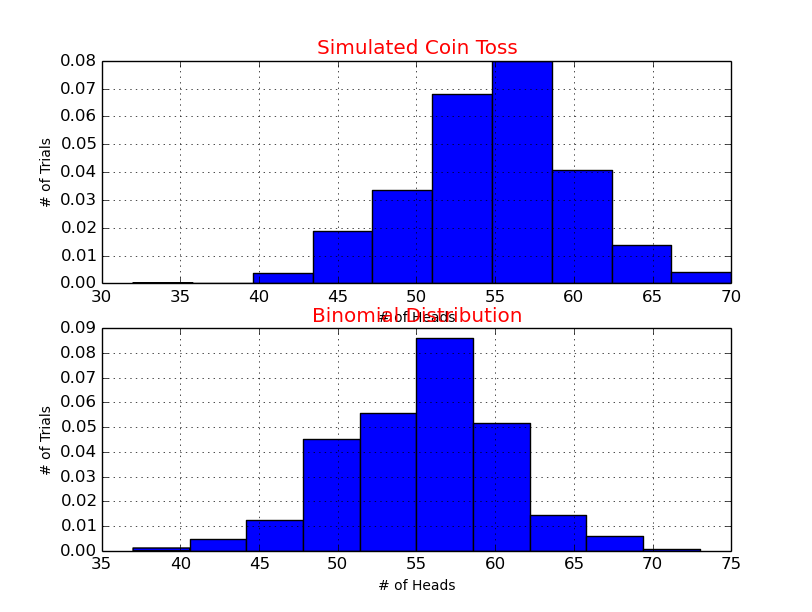 Simulated Coin Toss
0.08
0.07
0.06
0.05
0.04
0.03
0.02
0.01
0.00
# of Trials
30 35 40 45 50 55 60 65 70
# of Heads
Binomial Distribution
0.09
0.08
0.07
0.06
0.05
0.04
0.03
0.02
0.01
0.00
# of Trials
35 40 45 50 55 60 65 70 75
# of Heads